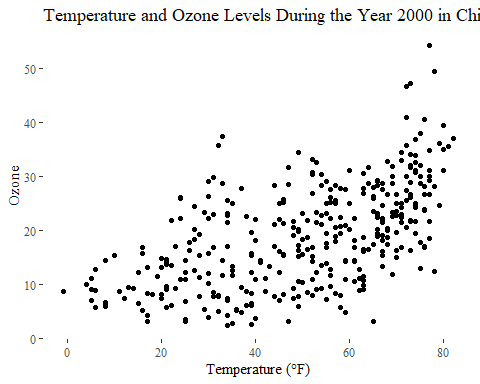 Temperature and Ozone Levels During the Year 2000 in Chi
50
40
30
20
10
0
Ozone
0 20 40 60 80
Temperature (°F)